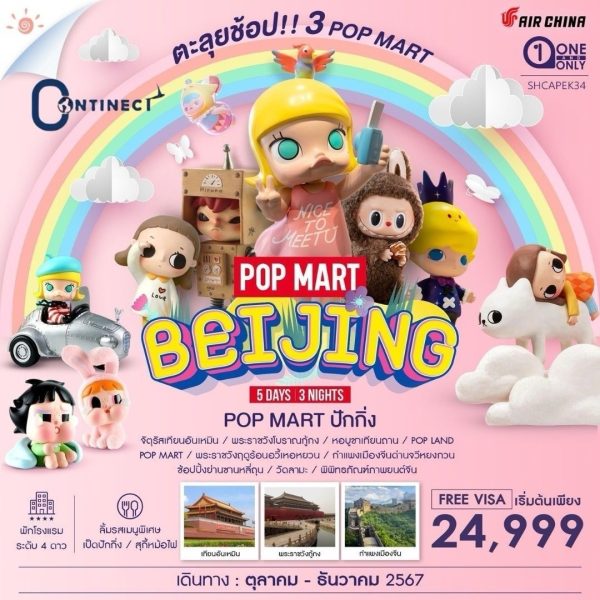 ตะลุยช้อป!! 3 POP MART
AIR CHINA
1 ONE AND ONLY
SHCAPEK34
CONTINECT
NICE
TO
MEETU
Love
POP MART
BEIJING
5 DAYS | 3 NIGHTS
POP MART ปักกิ่ง
จัตุรัสเทียนอันเหมิน / พระราชวังโบราณกู้กง / หอบูชาเทียนถาน / POP LAND
POP MART / พระราชวังฤดูร้อนอวี้เหอหยวน / กำแพงเมืองจีนด่านจวีหยงกวน
ช้อปปิ้งย่านซานหลี่ถุน / วัดลามะ / พิพิทธภัณฑ์ภาพยนต์จีน
พักโรงแรม
ระดับ 4 ดาว
ลิ้มรสเมนูพิเศษ
เป็ดปักกิ่ง / สุกี้หม้อไฟ
เทียนอันเหมิน
พระราชวังกู้กง
กำแพงเมืองจีน
FREE VISA เริ่มต้นเพียง
24,999
เดินทาง : ตุลาคม - ธันวาคม 2567